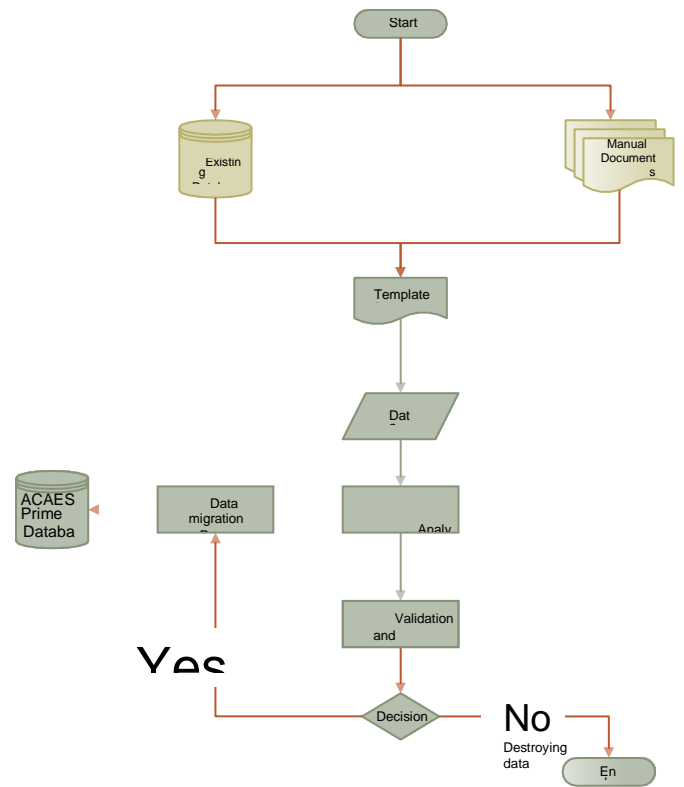 Start
Existin
g
Manual
Document
s
Template
Dat
ACAES
Prime
Databa
Data
migration
Analy
Validation
and
Yes
Decision
No
Destroying
data
En